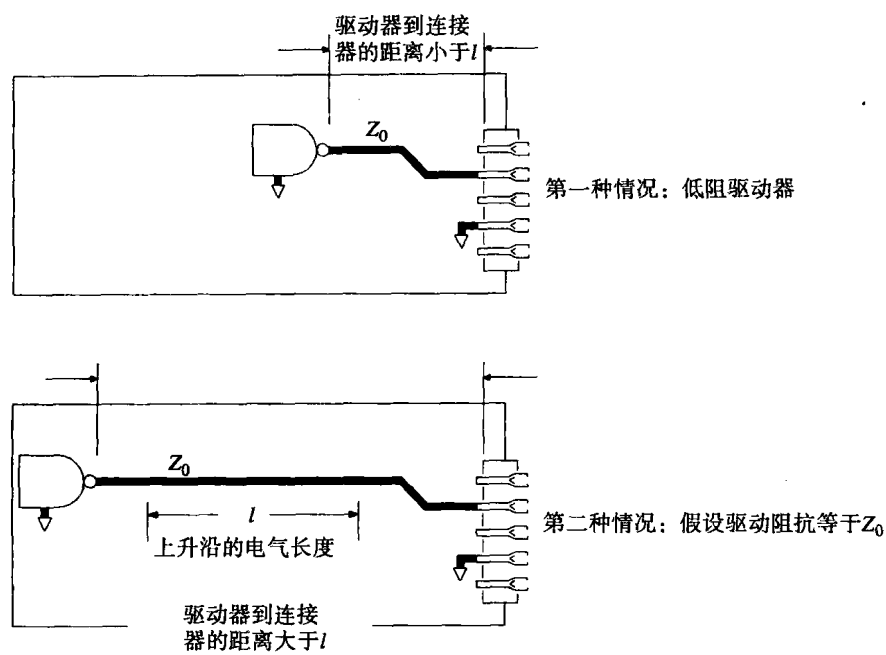 驱动器到连接
器的距离小于l
Z0
第一种情况：低阻驱动器
Z0
l
上升沿的电气长度
第二种情况：假设驱动阻抗等于Z0
驱动器到连接
器的距离大于l